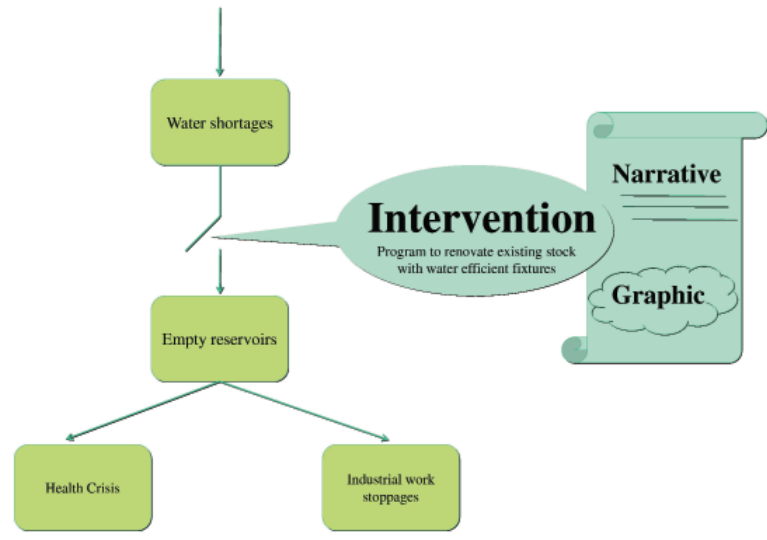 Water shortages
Intervention
Program to renovate existing stock
with water efficient fixtures
Narrative
Graphic
Empty reservoirs
Health Crisis
Industrial work
stoppages